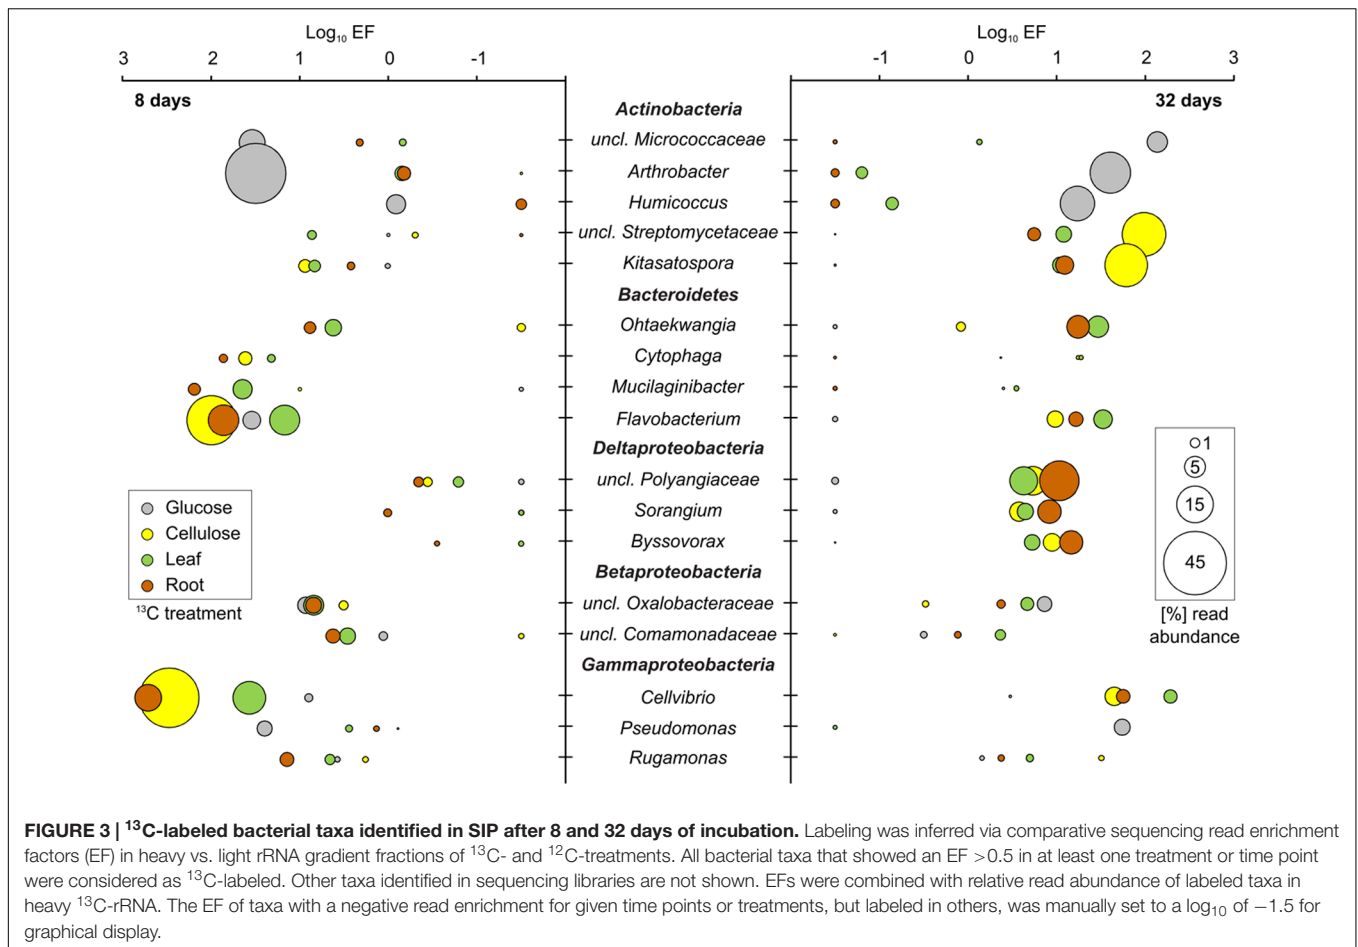 Log₁₀ EF
3 2 1 0 -1
8 days
Log₁₀ EF
-1 0 1 2 3
32 days
Actinobacteria
uncl. Micrococcaceae
Arthrobacter
Humicoccus
uncl. Streptomycetaceae
Kitasatospora
Bacteroidetes
Ohtaekwangia
Cytophaga
Mucilaginibacter
Flavobacterium
Deltaproteobacteria
uncl. Polyangiaceae
Sorangium
Byssovorax
Betaproteobacteria
uncl. Oxalobacteraceae
uncl. Comamonadaceae
Gammaproteobacteria
Cellvibrio
Pseudomonas
Rugamonas
Glucose
Cellulose
Leaf
Root
¹³C treatment
1
5
15
45
[%] read
abundance
FIGURE 3 | ¹³C-labeled bacterial taxa identified in SIP after 8 and 32 days of incubation. Labeling was inferred via comparative sequencing read enrichment
factors (EF) in heavy vs. light rRNA gradient fractions of ¹³C- and ¹²C-treatments. All bacterial taxa that showed an EF >0.5 in at least one treatment or time point
were considered as ¹³C-labeled. Other taxa identified in sequencing libraries are not shown. EFs were combined with relative read abundance of labeled taxa in
heavy ¹³C-rRNA. The EF of taxa with a negative read enrichment for given time points or treatments, but labeled in others, was manually set to a log₁₀ of −1.5 for
graphical display.